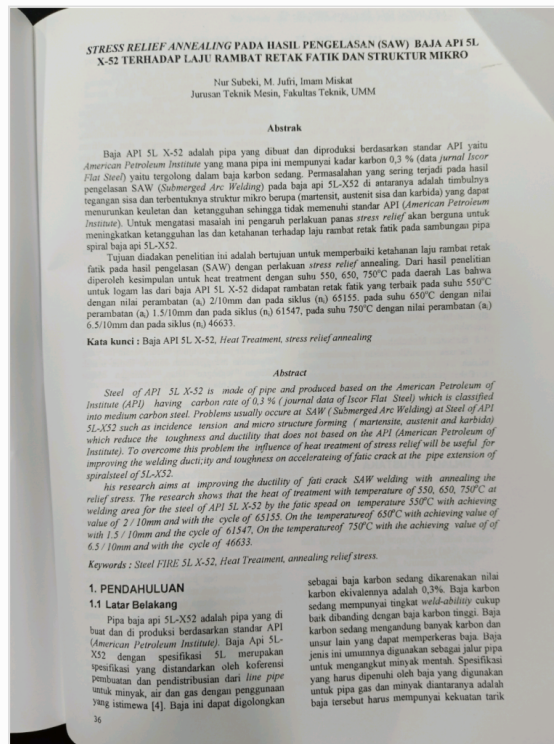 STRESS RELIEF ANNEALING PADA HASIL PENGELASAN (SAW) BAJA API 5L
X-52 TERHADAP LAJU RAMBAT RETAK FATIK DAN STRUKTUR MIKRO
Nur Subeki, M. Jufri, Imam Miskat
Jurusan Teknik Mesin, Fakultas Teknik, UMM
Abstrak
Baja API 5L X-52 adalah pipa yang dibuat dan diproduksi berdasarkan standar API yaitu
American Petroleum Institute yang mana pipa ini mempunyai kadar karbon 0,3 % (data jurnal Iscor
Flat Steel) yaitu tergolong dalam baja karbon sedang. Permasalahan yang sering terjadi pada hasil
pengelasan SAW (Submerged Arc Welding) pada baja api 5L-X52 di antaranya adalah timbulnya
tegangan sisa dan terbentuknya struktur mikro berupa (martensit, austenit sisa dan karbida) yang dapat
menurunkan keuletan dan ketangguhan sehingga tidak memenuhi standar API (American Petroleum
Institute). Untuk mengatasi masalah ini pengaruh perlakuan panas stress relief akan berguna untuk
meningkatkan ketangguhan las dan ketahanan terhadap laju rambat retak fatik pada sambungan pipa
spiral baja api 5L-X52.
Tujuan diadakan penelitian ini adalah bertujuan untuk memperbaiki ketahanan laju rambat retak
fatik pada hasil pengelasan (SAW) dengan perlakuan stress relief annealing. Dari hasil penelitian
diperoleh kesimpulan untuk heat treatment dengan suhu 550, 650, 750°C pada daerah Las bahwa
untuk logam las dari baja API 5L X-52 didapat rambatan retak fatik yang terbaik pada suhu 550°C
dengan nilai perambatan (aᵢ) 2/10mm dan pada siklus (nᵢ) 65155. pada suhu 650°C dengan nilai
perambatan (aᵢ) 1.5/10mm dan pada siklus (nᵢ) 61547, pada suhu 750°C dengan nilai perambatan (aᵢ)
6.5/10mm dan pada siklus (nᵢ) 46633.
Kata kunci : Baja API 5L X-52, Heat Treatment, stress relief annealing
Abstract
Steel of API 5L X-52 is made of pipe and produced based on the American Petroleum of
Institute (API) having carbon rate of 0,3 % ( journal data of Iscor Flat Steel) which is classified
into medium carbon steel. Problems usually occure at SAW ( Submerged Arc Welding) at Steel of API
5L-X52 such as incidence tension and micro structure forming ( martensite, austenit and karbida)
which reduce the toughness and ductility that does not based on the API (American Petroleum of
Institute). To overcome this problem the influence of heat treatment of stress relief will be useful for
improving the welding ducti;ity and toughness on accelerateing of fatic crack at the pipe extension of
spiralsteel of 5L-X52.
his research aims at improving the ductility of fati crack SAW welding with annealing the
relief stress. The research shows that the heat of treatment with temperature of 550, 650, 750°C at
welding area for the steel of API 5L X-52 by the fatic spead on temperature 550°C with achieving
value of 2 / 10mm and with the cycle of 65155. On the temperatureof 650°C with achieving value of
with 1.5 / 10mm and the cycle of 61547, On the temperatureof 750°C with the achieving value of of
6.5 / 10mm and with the cycle of 46633.
Keywords : Steel FIRE 5L X-52, Heat Treatment, annealing relief stress.
1. PENDAHULUAN
1.1 Latar Belakang
Pipa baja api 5L-X52 adalah pipa yang di
buat dan di produksi berdasarkan standar API
(American Petroleum Institute). Baja Api 5L-
X52 dengan spesifikasi 5L merupakan
spesifikasi yang distandarkan oleh koferensi
pembuatan dan pendistribusian dari line pipe
untuk minyak, air dan gas dengan penggunaan
yang istimewa [4]. Baja ini dapat digolongkan
sebagai baja karbon sedang dikarenakan nilai
karbon ekivalennya adalah 0,3%. Baja karbon
sedang mempunyai tingkat weld-abilitiy cukup
baik dibanding dengan baja karbon tinggi. Baja
karbon sedang mengandung banyak karbon dan
unsur lain yang dapat memperkeras baja. Baja
jenis ini umunnya digunakan sebagai jalur pipa
untuk mengangkut minyak mentah. Spesifikasi
yang harus dipenuhi oleh baja yang digunakan
untuk pipa gas dan minyak diantaranya adalah
baja tersebut harus mempunyai kekuatan tarik
36